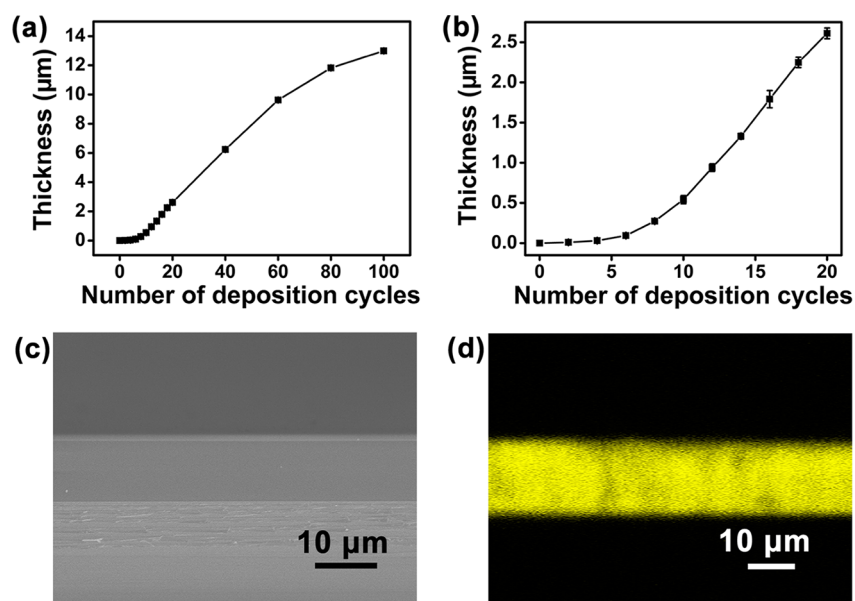 (a)
Thickness (μm)
14
12
10
8
6
4
2
0
0 20 40 60 80 100
Number of deposition cycles
(b)
Thickness (μm)
2.5
2.0
1.5
1.0
0.5
0.0
0 5 10 15 20
Number of deposition cycles
(c)
10 μm
(d)
10 μm